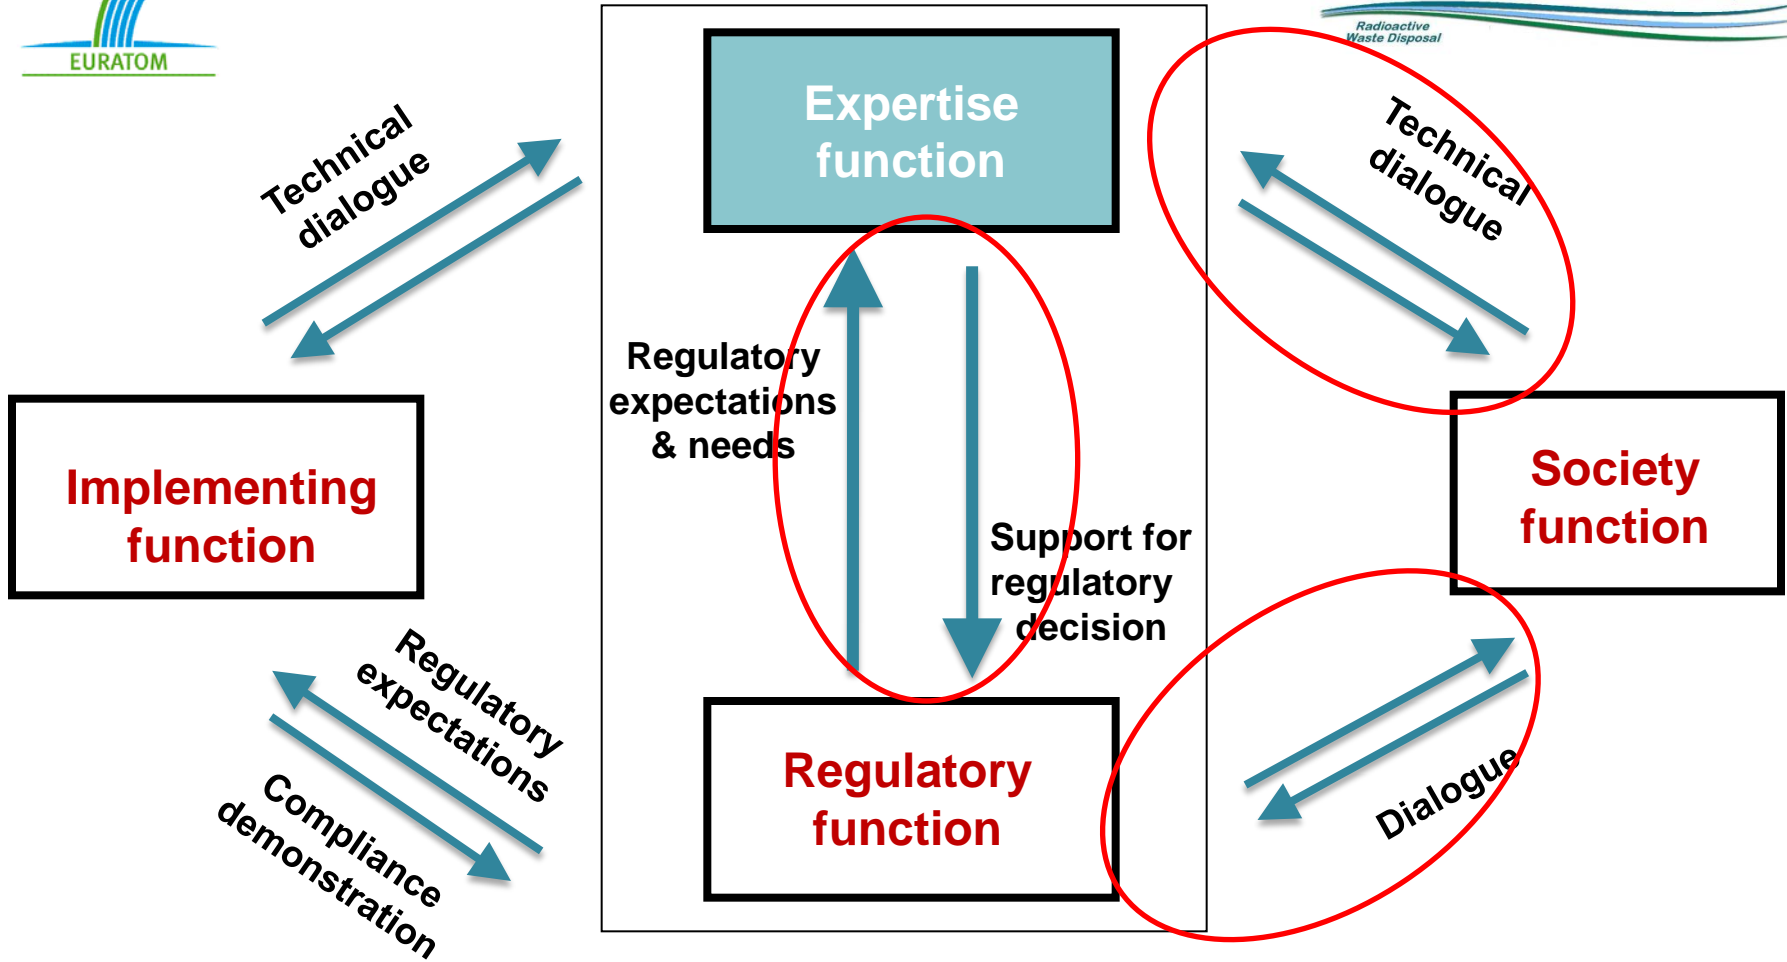 EURATOM
Radioactive
Waste Disposal
Expertise
function
Technical
dialogue
Technical
dialogue
Regulatory
expectations
& needs
Support for
regulatory
decision
Implementing
function
Society
function
Regulatory
expectations
Compliance
demonstration
Regulatory
function
Dialogue